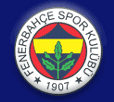 FENERBAHÇE SPOR KULÜBÜ
1907